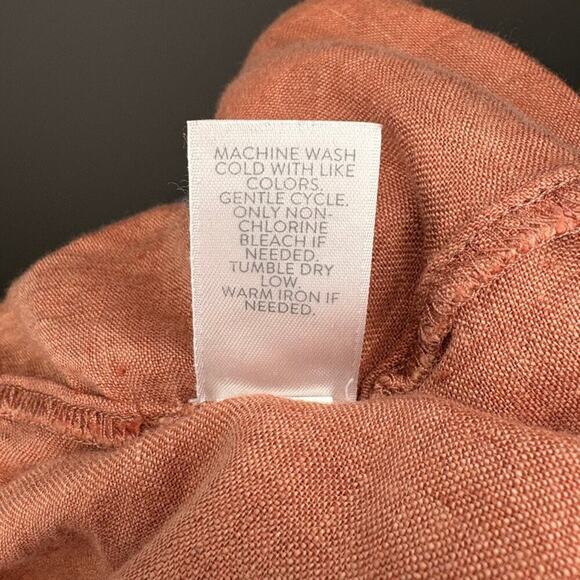 MACHINE WASH
COLD WITH LIKE
COLORS.
GENTLE CYCLE.
ONLY NON-
CHLORINE
BLEACH IF
NEEDED.
TUMBLE DRY
LOW.
WARM IRON IF
NEEDED.